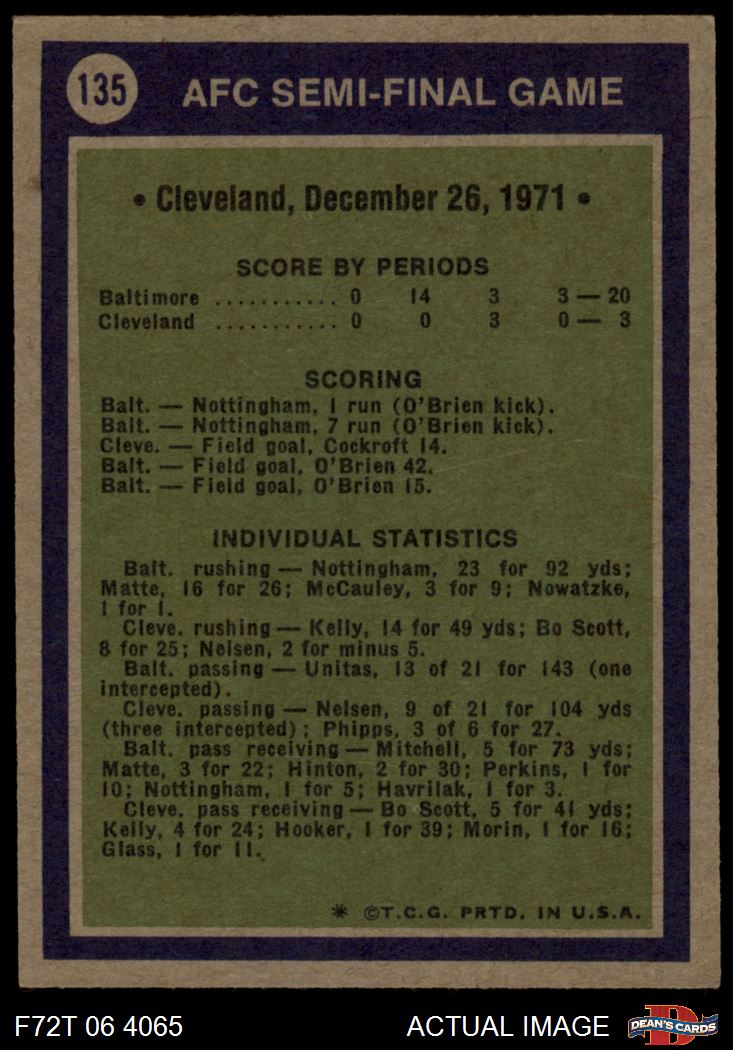 135
AFC SEMI-FINAL GAME
• Cleveland, December 26, 1971 •
SCORE BY PERIODS
Baltimore ........... 0 14 3 3 — 20
Cleveland ........... 0 0 3 0 — 3
SCORING
Balt. — Nottingham, 1 run (O'Brien kick).
Balt. — Nottingham, 7 run (O'Brien kick).
Cleve. — Field goal, Cockroft 14.
Balt. — Field goal, O'Brien 42.
Balt. — Field goal, O'Brien 15.
INDIVIDUAL STATISTICS
Balt. rushing — Nottingham, 23 for 92 yds;
Matte, 16 for 26; McCauley, 3 for 9; Nowatzke,
1 for 1.
Cleve. rushing — Kelly, 14 for 49 yds; Bo Scott,
8 for 25; Nelsen, 2 for minus 5.
Balt. passing — Unitas, 13 of 21 for 143 (one
intercepted).
Cleve. passing — Nelsen, 9 of 21 for 104 yds
(three intercepted); Phipps, 3 of 6 for 27.
Balt. pass receiving — Mitchell, 5 for 73 yds;
Matte, 3 for 22; Hinton, 2 for 30; Perkins, 1 for
10; Nottingham, 1 for 5; Havrilak, 1 for 3.
Cleve. pass receiving — Bo Scott, 5 for 41 yds;
Kelly, 4 for 24; Hooker, 1 for 39; Morin, 1 for 16;
Glass, 1 for 11.
* ©T.C.G. PRTD. IN U.S.A.
F72T 06 4065 ACTUAL IMAGE D DEAN'S CARDS